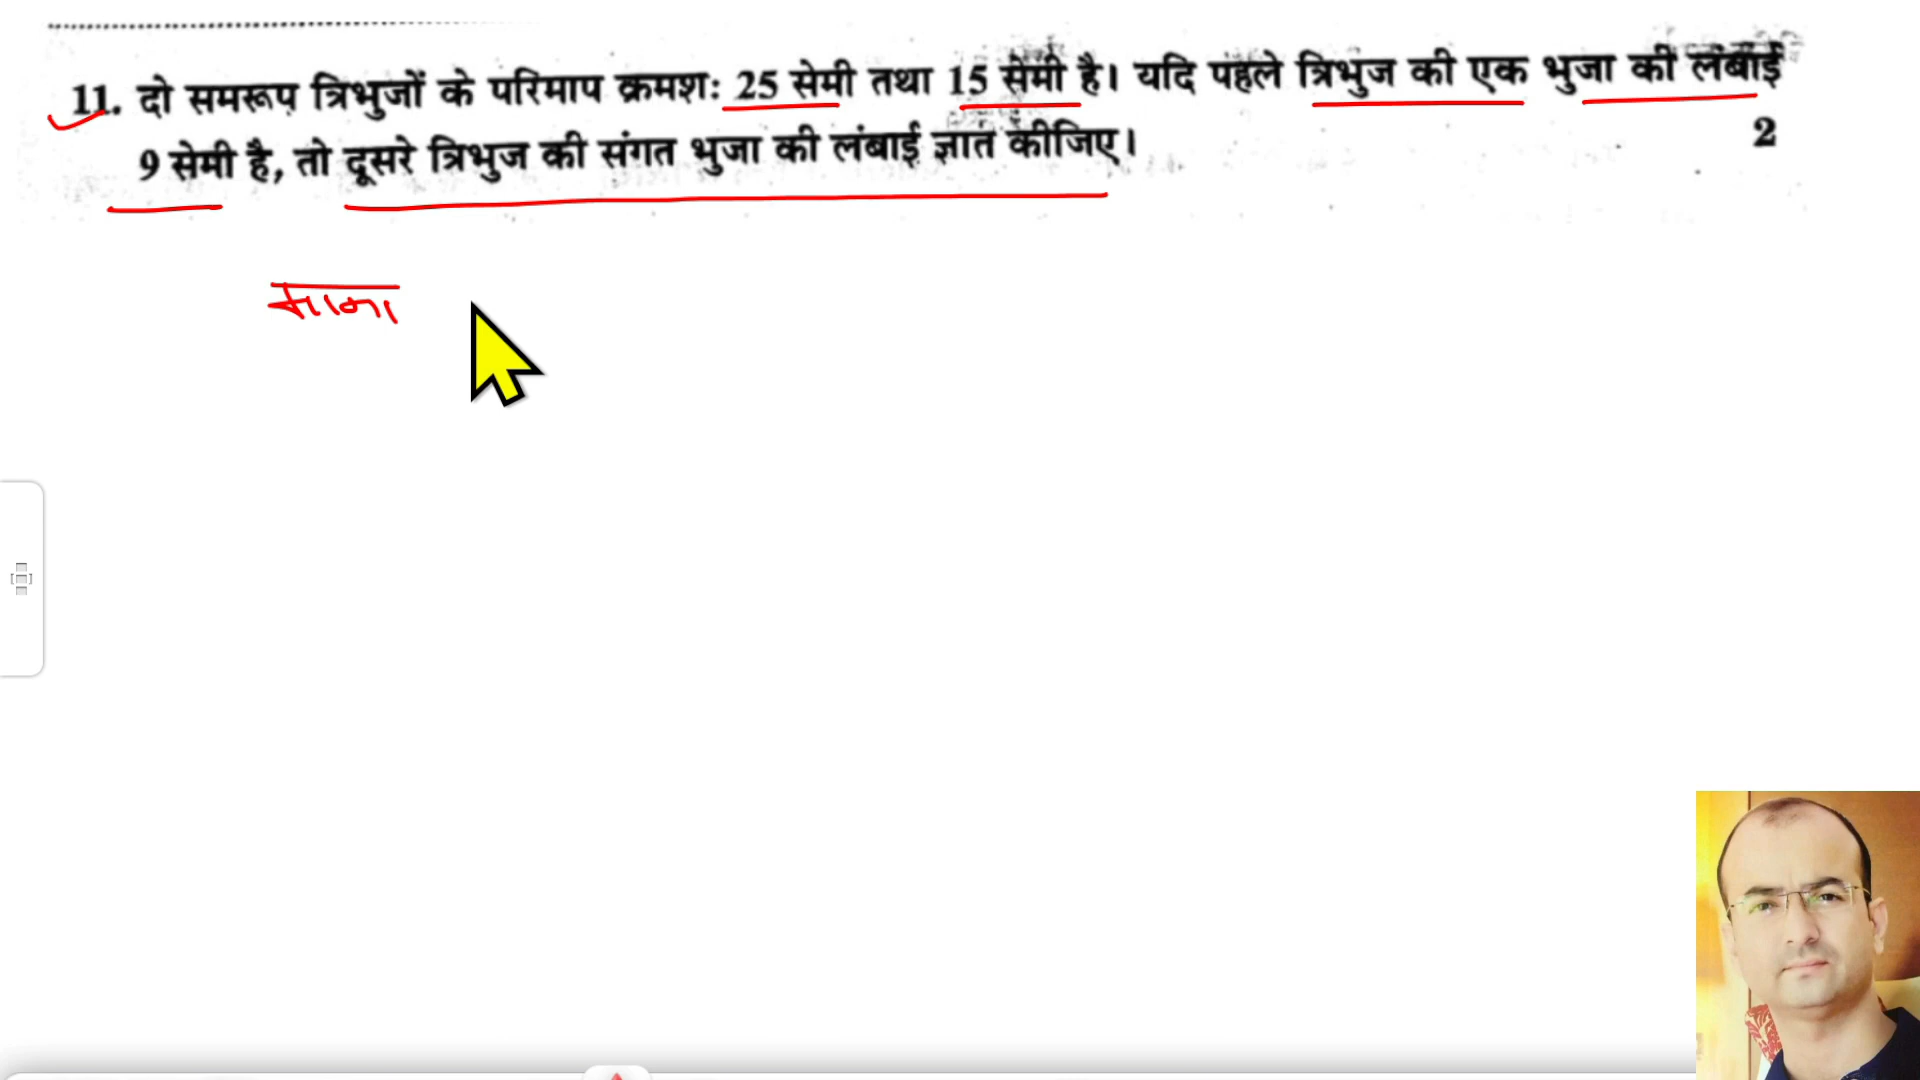 11. दो समरूप त्रिभुजों के परिमाप क्रमशः 25 सेमी तथा 15 सेमी है। यदि पहले त्रिभुज की एक भुजा की लंबाई
9 सेमी है, तो दूसरे त्रिभुज की संगत भुजा की लंबाई ज्ञात कीजिए। 2
माना